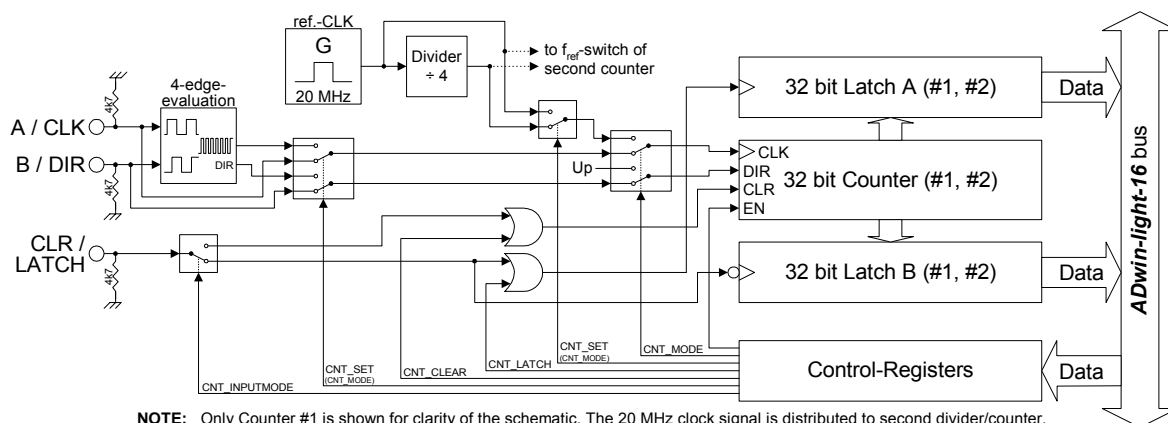 ref.-CLK
G
20 MHz
Divider
÷ 4
to fref-switch of
second counter
4-edge-
evaluation
DIR
4k7
A / CLK
B / DIR
4k7
CLR /
LATCH
4k7
Up
32 bit Latch A (#1, #2)
Data
CLK
DIR
CLR
EN
32 bit Counter (#1, #2)
32 bit Latch B (#1, #2)
Data
Control-Registers
Data
ADwin-light-16 bus
CNT_INPUTMODE
CNT_SET
(CNT_MODE)
CNT_CLEAR
CNT_LATCH
CNT_SET
(CNT_MODE)
CNT_MODE
NOTE: Only Counter #1 is shown for clarity of the schematic. The 20 MHz clock signal is distributed to second divider/counter.